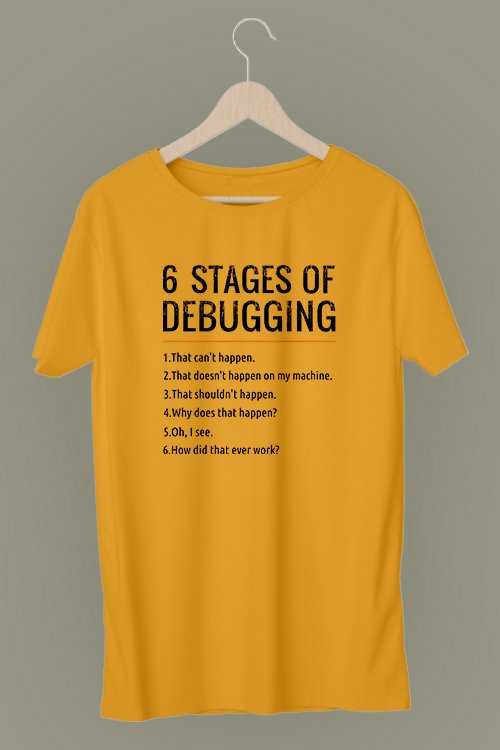 6 STAGES OF
DEBUGGING
1.That can't happen.
2.That doesn't happen on my machine.
3.That shouldn't happen.
4.Why does that happen?
5.Oh, I see.
6.How did that ever work?